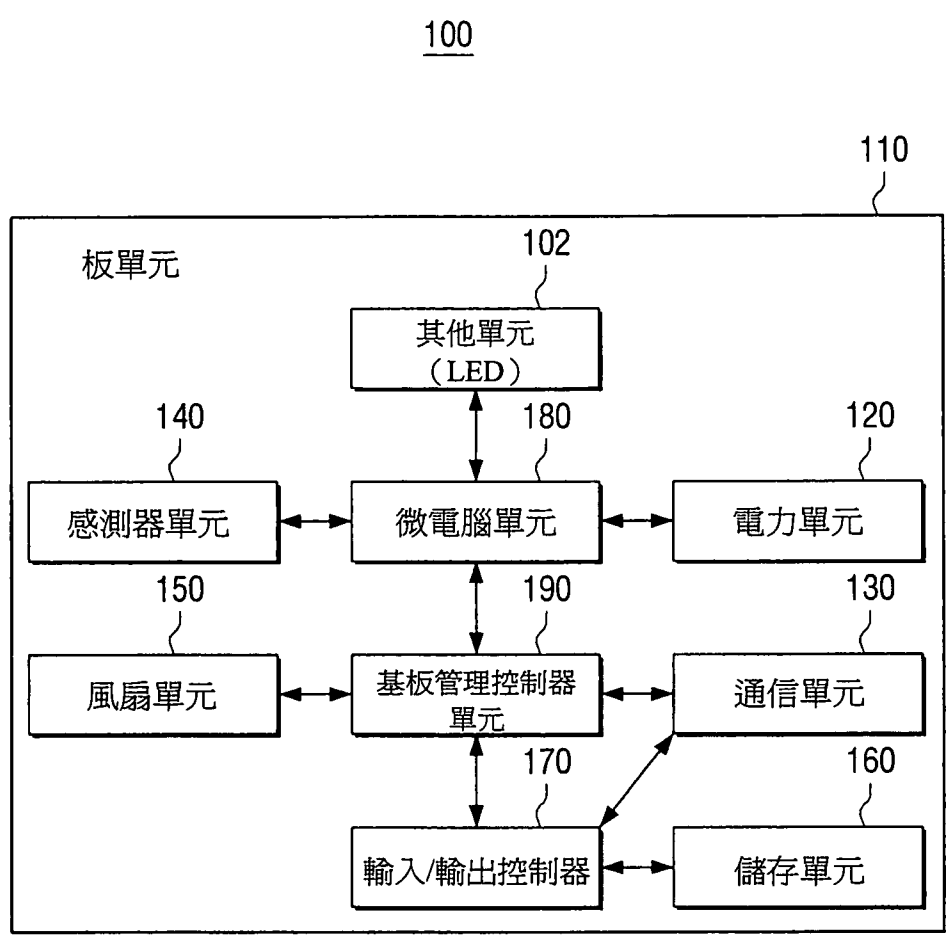 100
110
板單元
102
其他單元
（LED）
140
180
120
感測器單元
微電腦單元
電力單元
150
190
130
風扇單元
基板管理控制器
單元
通信單元
170
160
輸入/輸出控制器
儲存單元